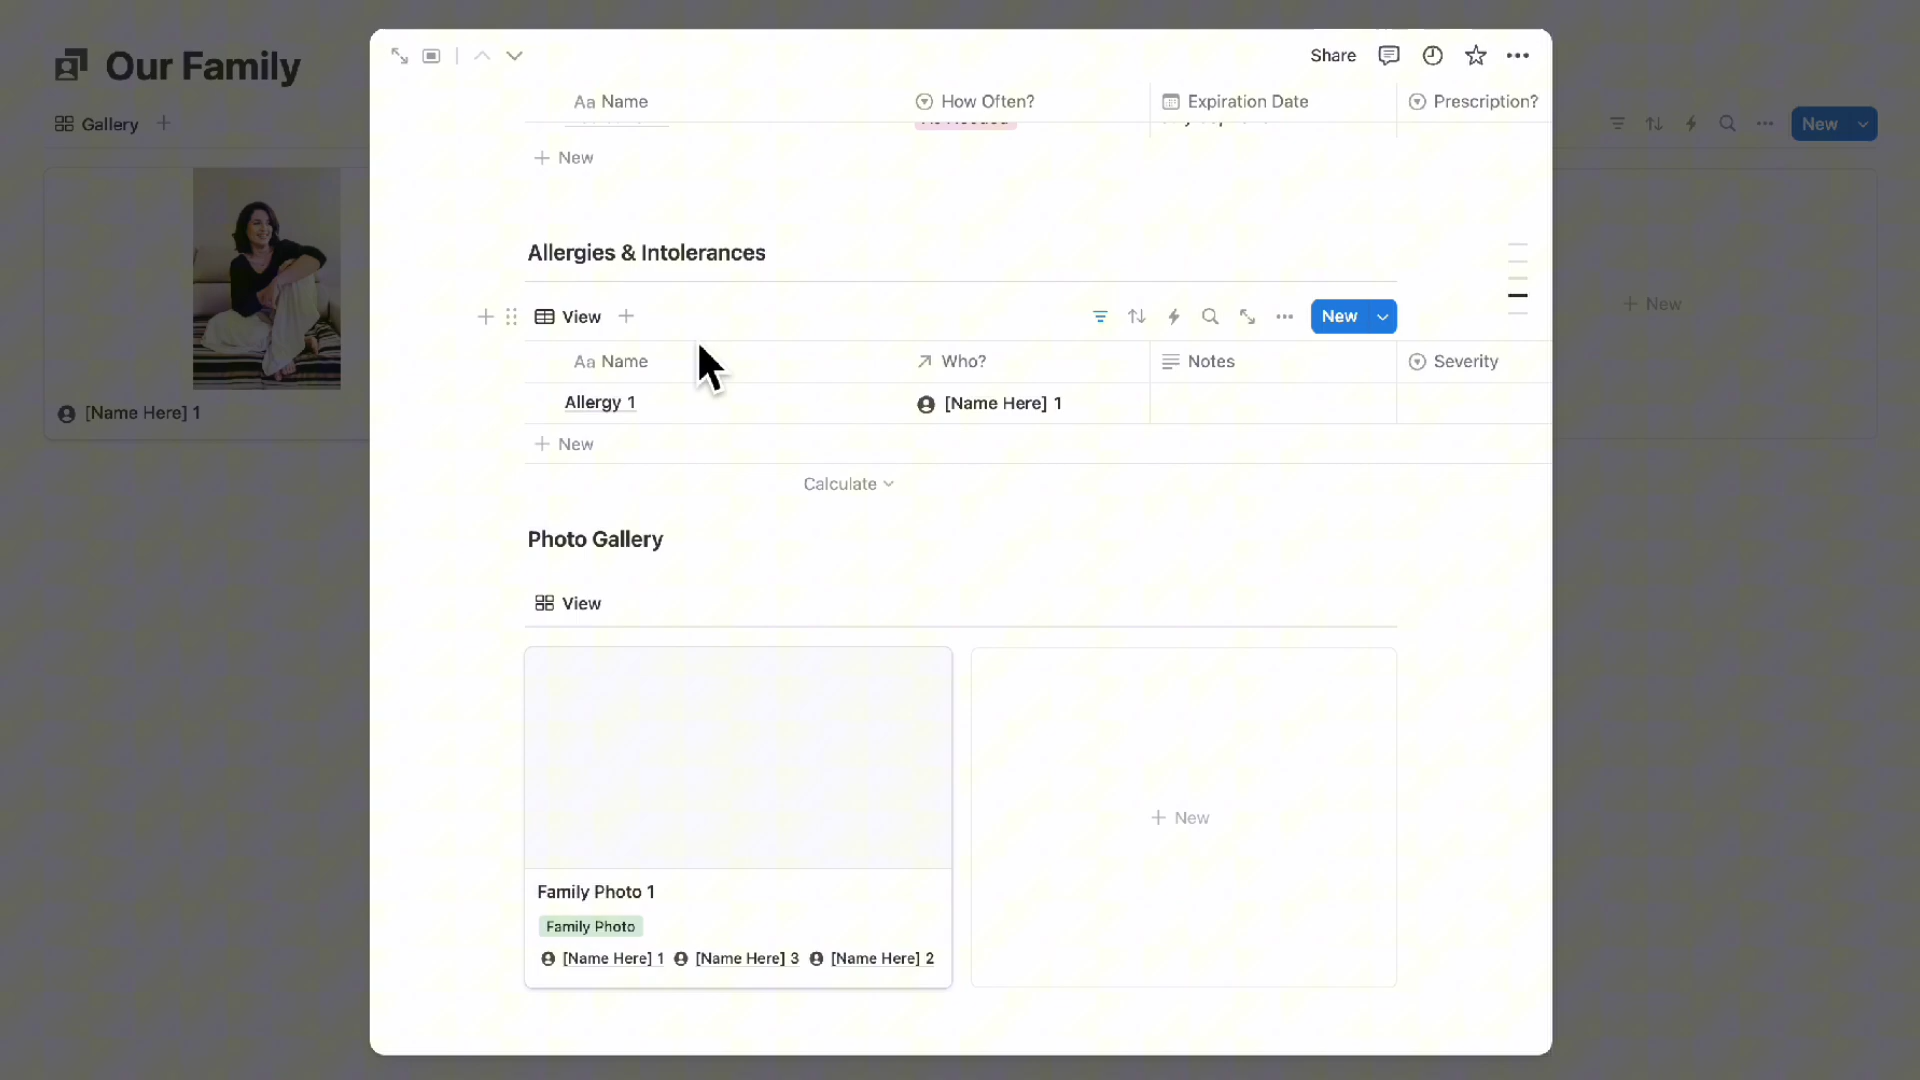 Our Family
Gallery
New
[Name Here] 1
New
Share
Aa Name How Often? Expiration Date Prescription?
New
Allergies & Intolerances
View
New
Aa Name Who? Notes Severity
Allergy 1 [Name Here] 1
New
Calculate
Photo Gallery
View
New
Family Photo 1
Family Photo
[Name Here] 1 [Name Here] 3 [Name Here] 2